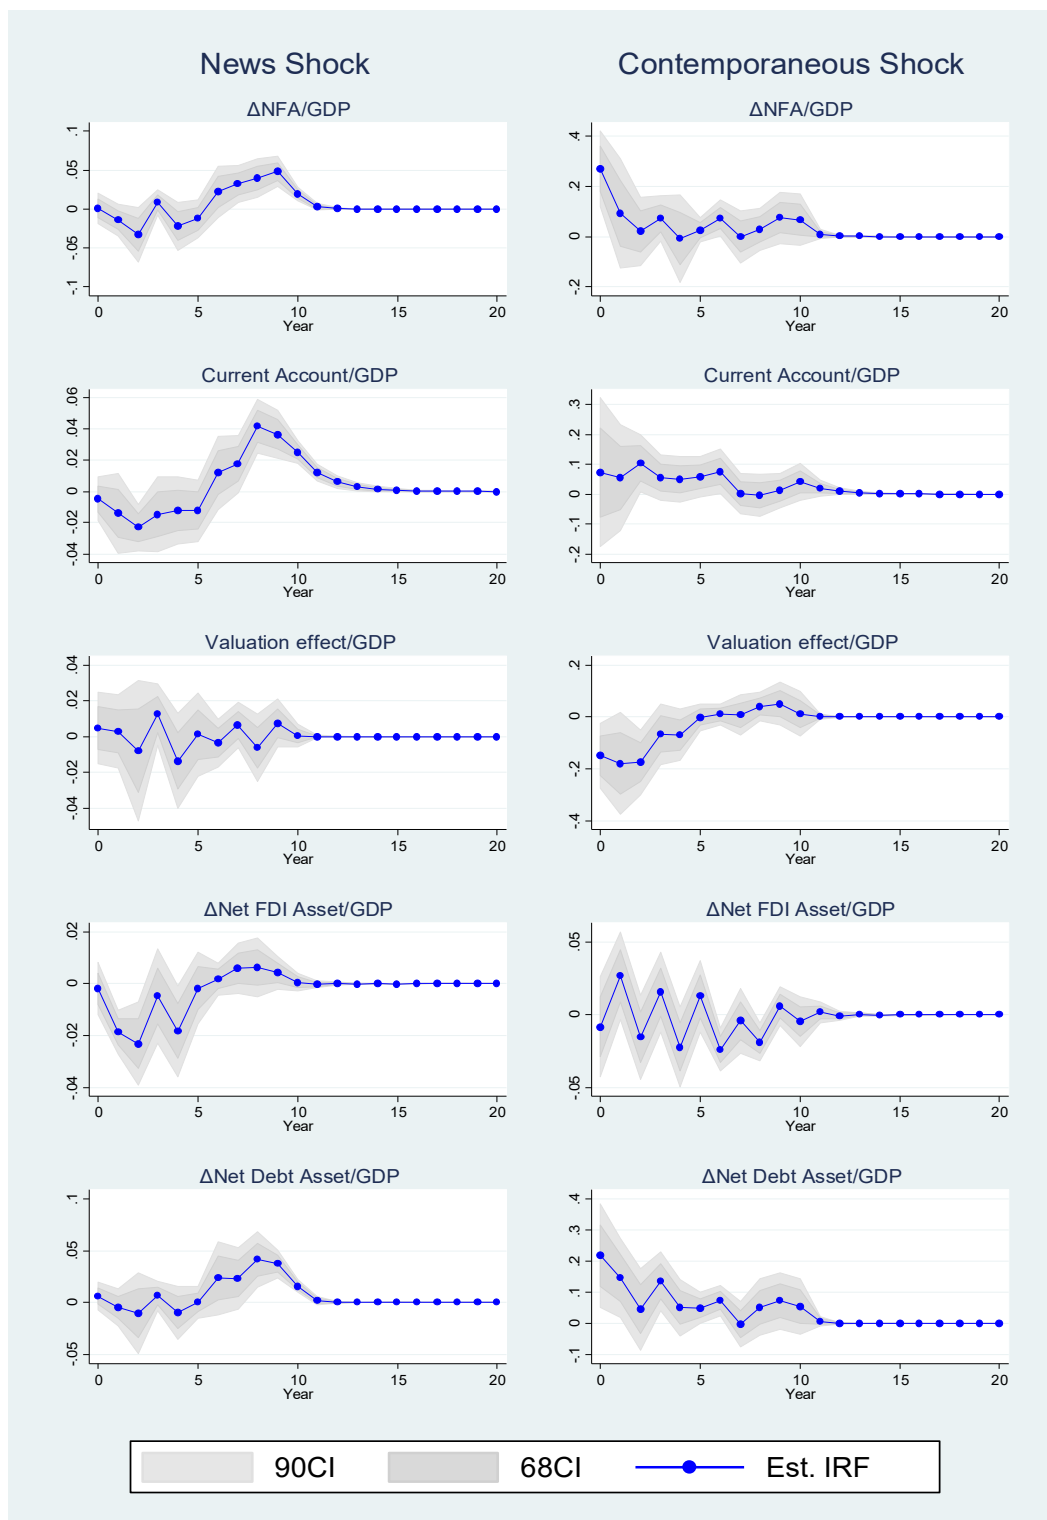 News Shock
Contemporaneous Shock
ΔNFA/GDP
.1
.05
0
-.05
-.1
0 5 10 15 20
Year
ΔNFA/GDP
.4
.2
0
-.2
0 5 10 15 20
Year
Current Account/GDP
.06
.04
.02
0
-.02
-.04
0 5 10 15 20
Year
Current Account/GDP
.3
.2
.1
0
-.1
-.2
0 5 10 15 20
Year
Valuation effect/GDP
.04
.02
0
-.02
-.04
0 5 10 15 20
Year
Valuation effect/GDP
.2
0
-.2
-.4
0 5 10 15 20
Year
ΔNet FDI Asset/GDP
.02
0
-.02
-.04
0 5 10 15 20
Year
ΔNet FDI Asset/GDP
.05
0
-.05
0 5 10 15 20
Year
ΔNet Debt Asset/GDP
.1
.05
0
-.05
0 5 10 15 20
Year
ΔNet Debt Asset/GDP
.4
.3
.2
.1
0
-.1
0 5 10 15 20
Year
90CI 68CI Est. IRF